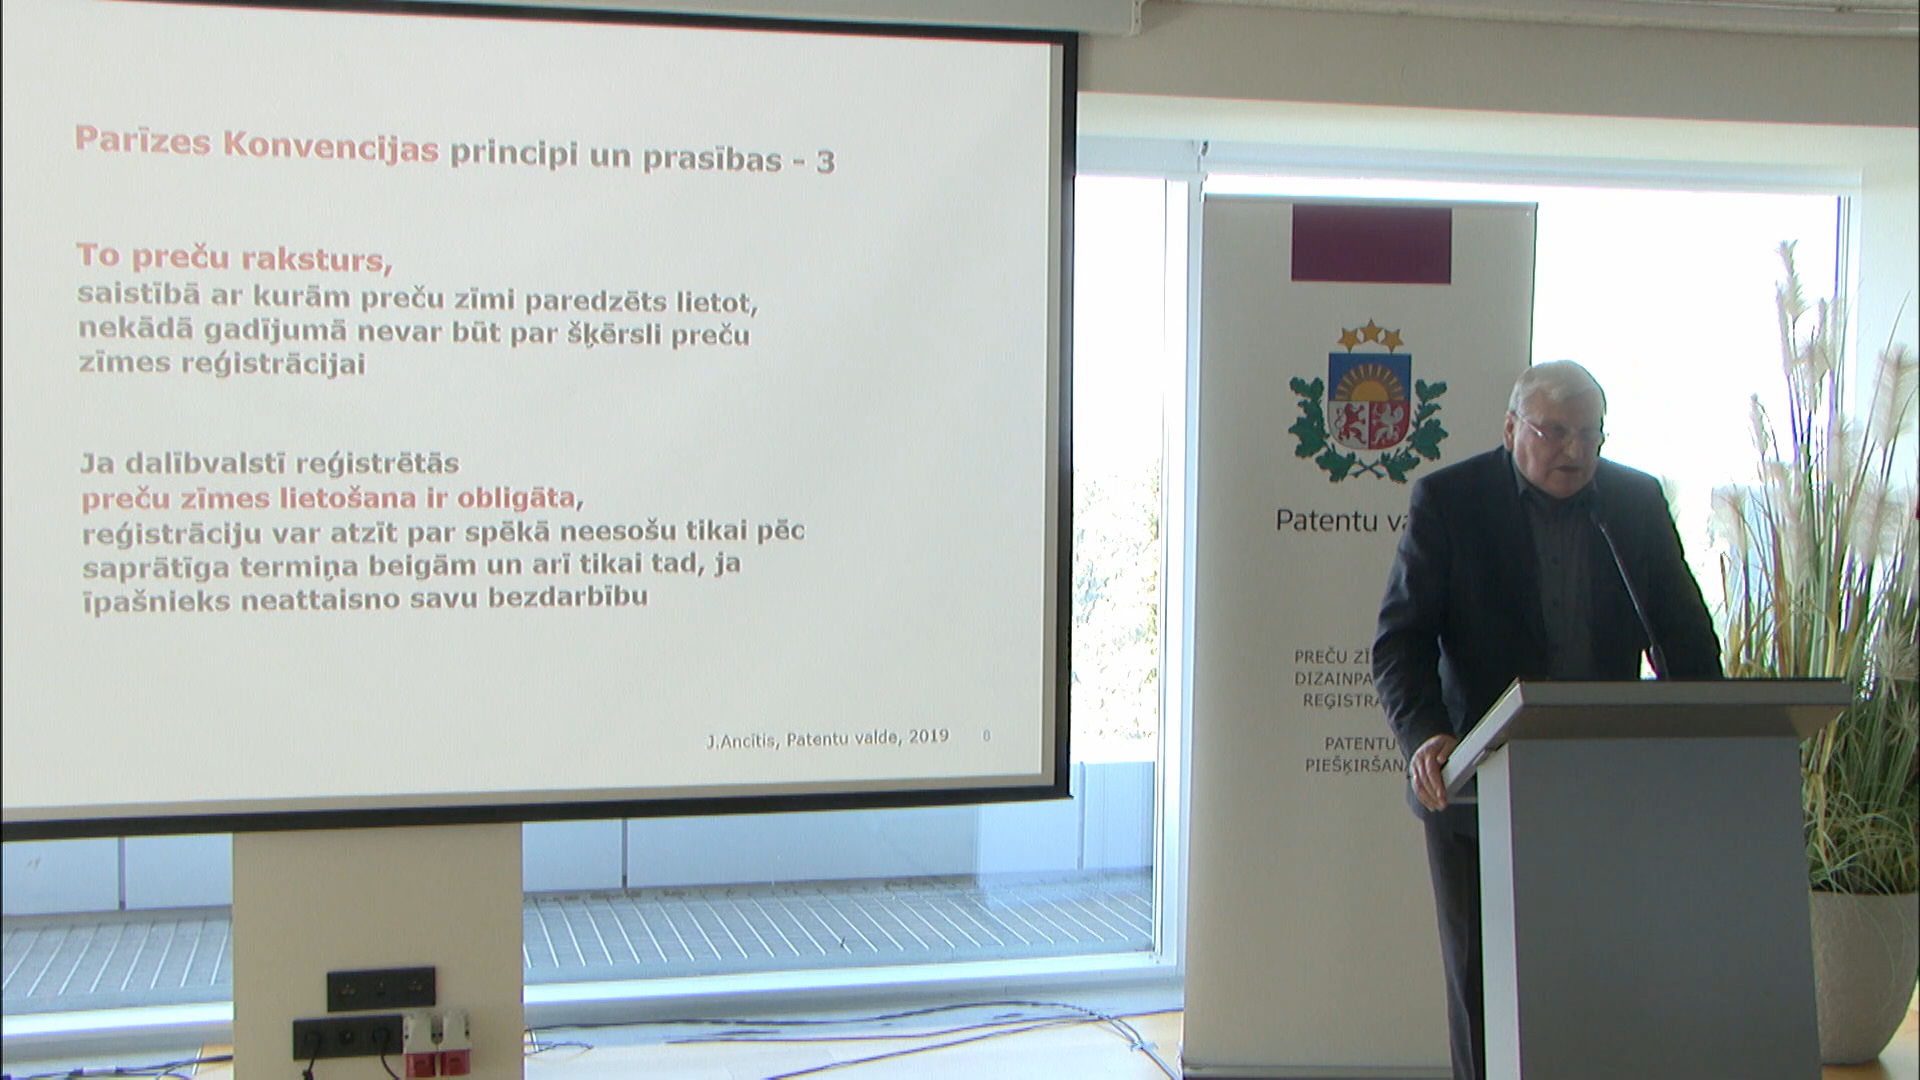 Parīzes Konvencijas principi un prasības - 3
To preču raksturs,
saistībā ar kurām preču zīmi paredzēts lietot,
nekādā gadījumā nevar būt par šķērsli preču
zīmes reģistrācijai
Ja dalībvalstī reģistrētās
preču zīmes lietošana ir obligāta,
reģistrāciju var atzīt par spēkā neesošu tikai pēc
saprātīga termiņa beigām un arī tikai tad, ja
īpašnieks neattaisno savu bezdarbību
J.Ancītis, Patentu valde, 2019 8
Patentu va
PREČU ZĪ
DIZAINPA
REĢISTRĀ
PATENTU
PIEŠĶIRŠAN